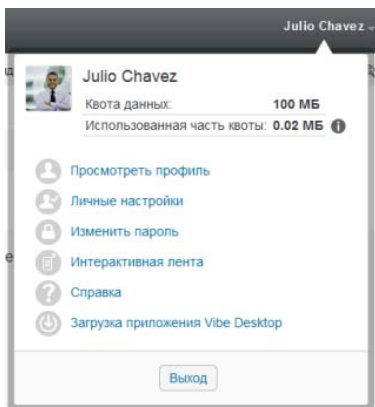 Julio Chavez
Julio Chavez
Квота данных: 100 МБ
Использованная часть квоты: 0.02 МБ
Просмотреть профиль
Личные настройки
Изменить пароль
Интерактивная лента
Справка
Загрузка приложения Vibe Desktop
Выход